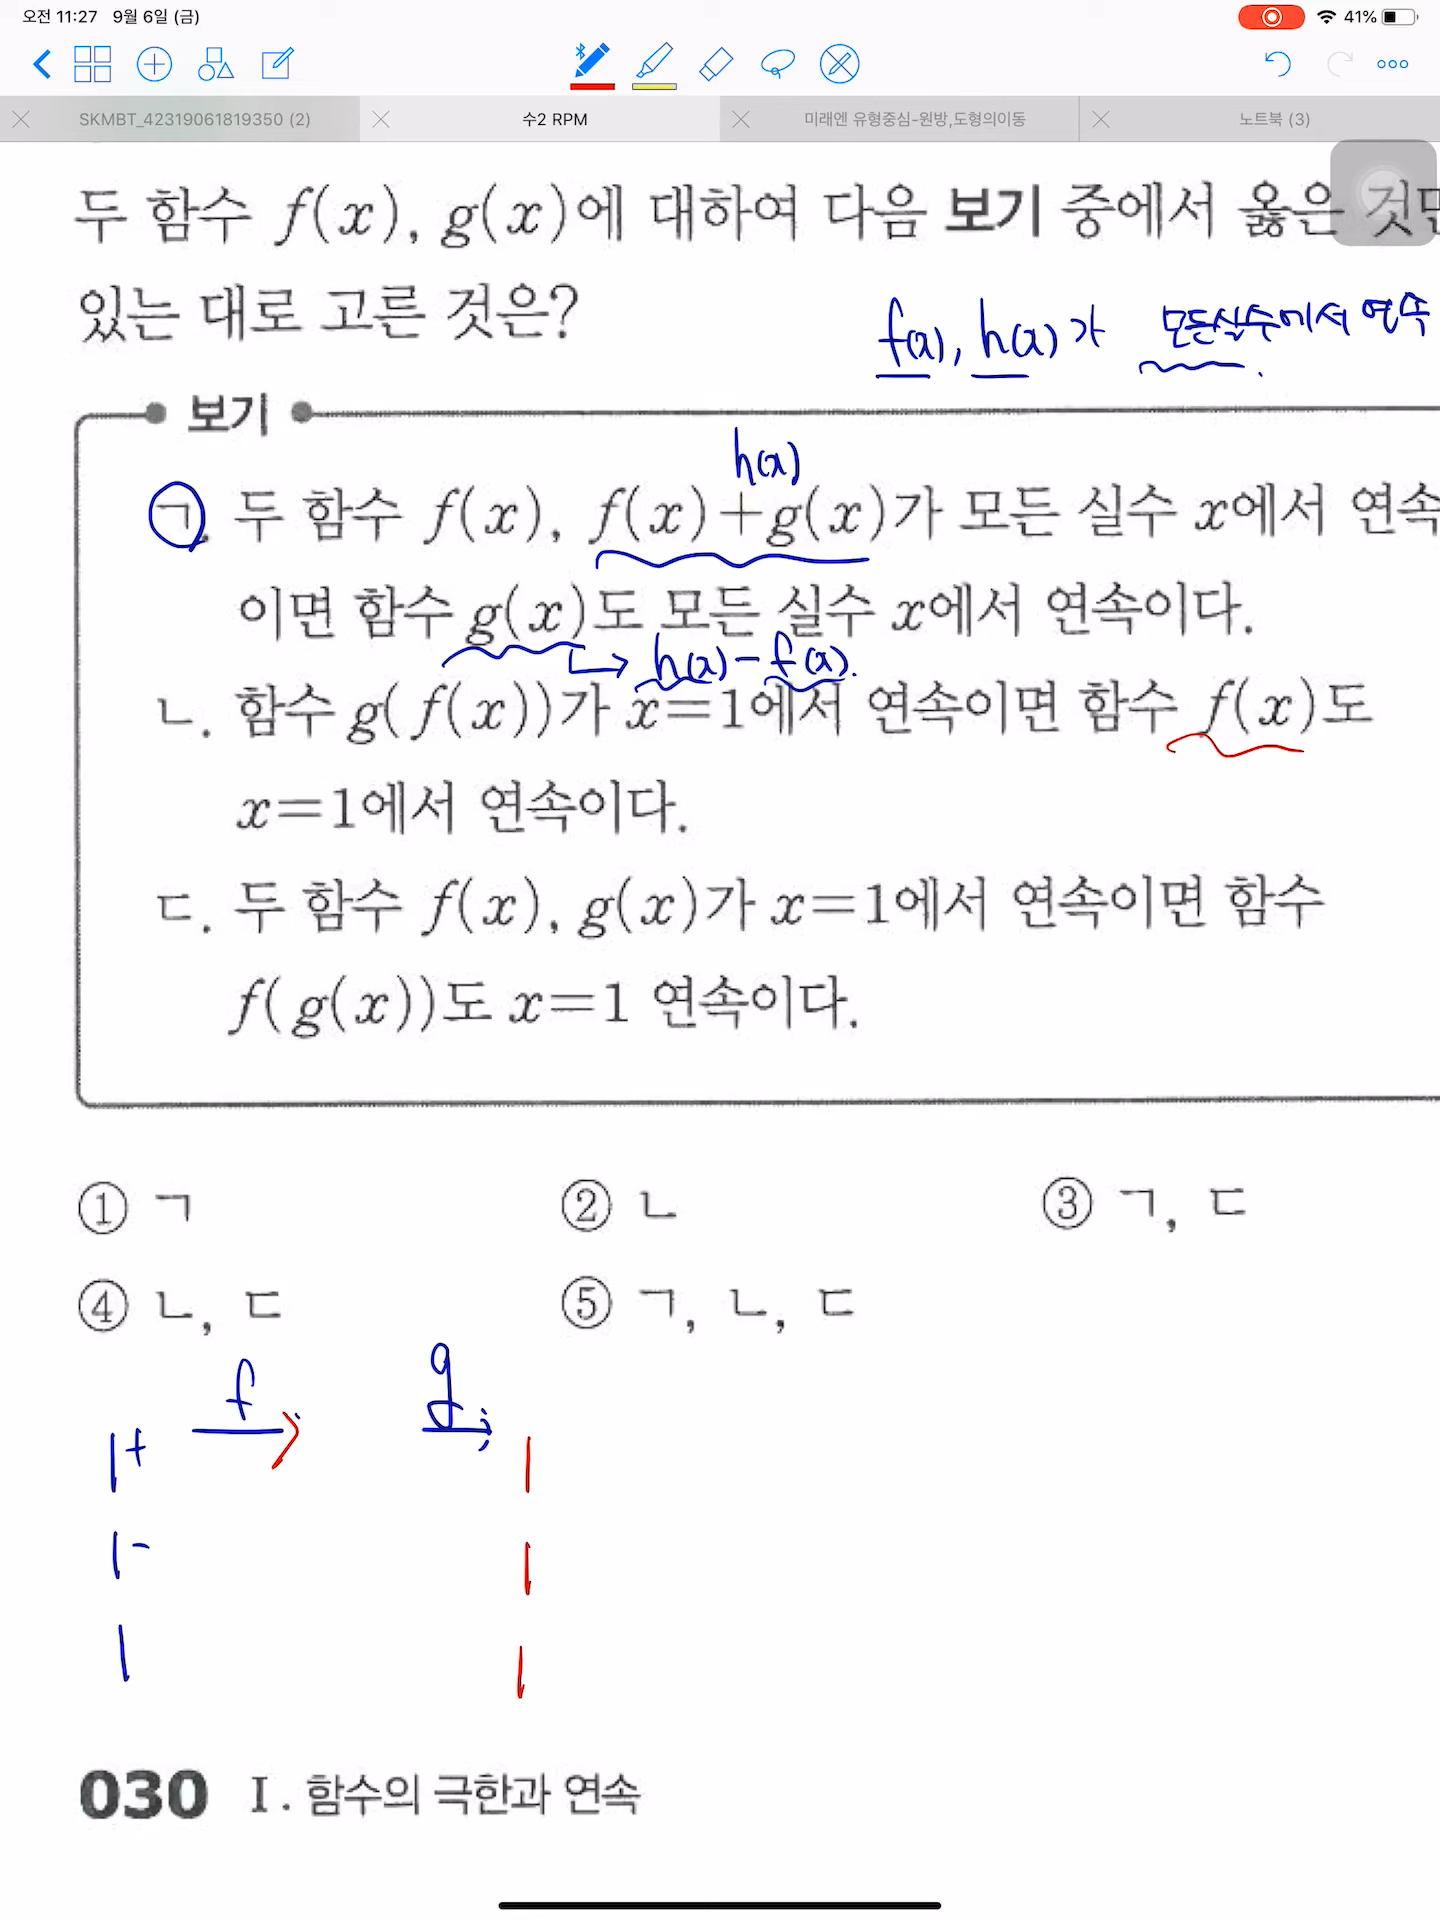 오전 11:27 9월 6일 (금) 41%
SKMBT_42319061819350 (2) 수2 RPM 미래엔 유형중심-원방,도형의이동 노트북 (3)
두 함수 f(x), g(x)에 대하여 다음 보기 중에서 옳은 것만
있는 대로 고른 것은?
f(x), h(x)가 모든실수에서 연속
보기
h(x)
ㄱ. 두 함수 f(x), f(x)+g(x)가 모든 실수 x에서 연속
이면 함수 g(x)도 모든 실수 x에서 연속이다.
h(x)-f(x).
ㄴ. 함수 g(f(x))가 x=1에서 연속이면 함수 f(x)도
x=1에서 연속이다.
ㄷ. 두 함수 f(x), g(x)가 x=1에서 연속이면 함수
f(g(x))도 x=1 연속이다.
① ㄱ ② ㄴ ③ ㄱ, ㄷ
④ ㄴ, ㄷ ⑤ ㄱ, ㄴ, ㄷ
f g
1+ 1
1- 1
1 1
030 I. 함수의 극한과 연속